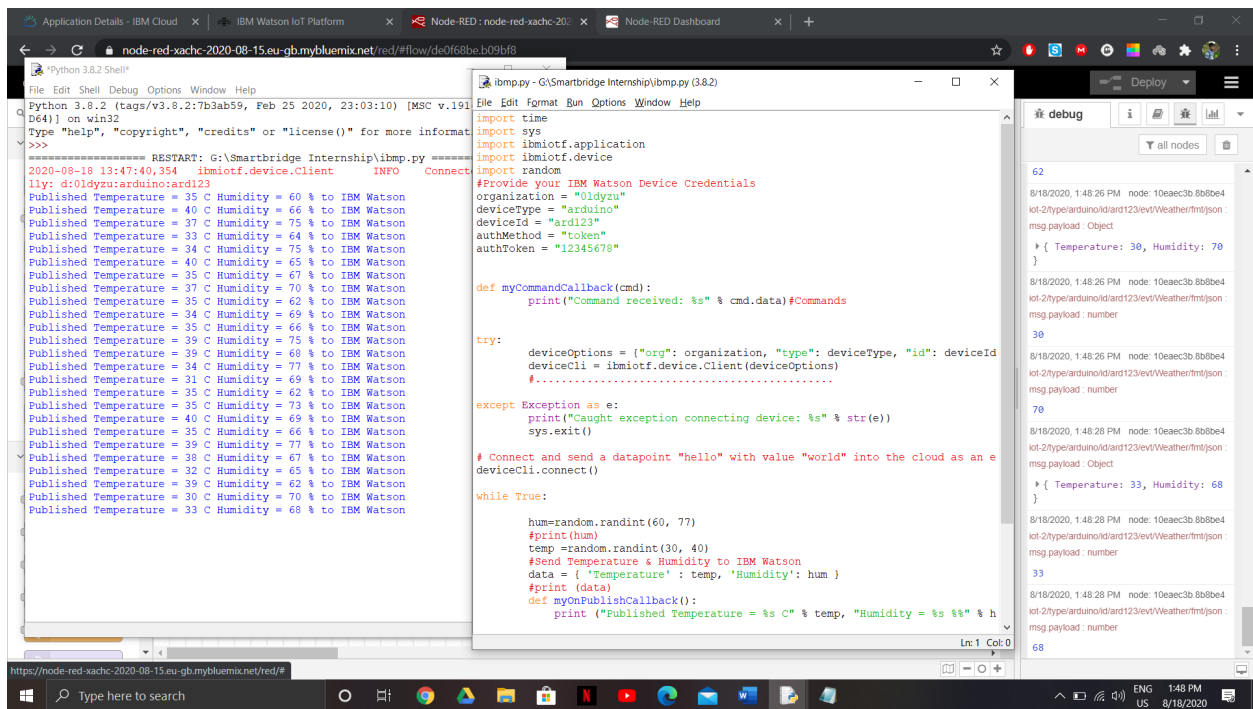 Application Details - IBM Cloud
IBM Watson IoT Platform
Node-RED : node-red-xachc-202
Node-RED Dashboard
node-red-xachc-2020-08-15.eu-gb.mybluemix.net/red/#flow/de0f68be.b09bf8
*Python 3.8.2 Shell*
File Edit Shell Debug Options Window Help
Python 3.8.2 (tags/v3.8.2:7b3ab59, Feb 25 2020, 23:03:10) [MSC v.191
D64)] on win32
Type "help", "copyright", "credits" or "license()" for more informat
>>>
================== RESTART: G:\Smartbridge Internship\ibmp.py =======
2020-08-18 13:47:40,354 ibmiotf.device.Client INFO Connect
lly: d:0ldyzu:arduino:ard123
Published Temperature = 35 C Humidity = 60 % to IBM Watson
Published Temperature = 40 C Humidity = 66 % to IBM Watson
Published Temperature = 37 C Humidity = 75 % to IBM Watson
Published Temperature = 33 C Humidity = 64 % to IBM Watson
Published Temperature = 34 C Humidity = 75 % to IBM Watson
Published Temperature = 40 C Humidity = 65 % to IBM Watson
Published Temperature = 35 C Humidity = 67 % to IBM Watson
Published Temperature = 37 C Humidity = 70 % to IBM Watson
Published Temperature = 35 C Humidity = 62 % to IBM Watson
Published Temperature = 34 C Humidity = 69 % to IBM Watson
Published Temperature = 35 C Humidity = 66 % to IBM Watson
Published Temperature = 39 C Humidity = 75 % to IBM Watson
Published Temperature = 39 C Humidity = 68 % to IBM Watson
Published Temperature = 34 C Humidity = 77 % to IBM Watson
Published Temperature = 31 C Humidity = 69 % to IBM Watson
Published Temperature = 35 C Humidity = 62 % to IBM Watson
Published Temperature = 35 C Humidity = 73 % to IBM Watson
Published Temperature = 40 C Humidity = 69 % to IBM Watson
Published Temperature = 35 C Humidity = 66 % to IBM Watson
Published Temperature = 39 C Humidity = 77 % to IBM Watson
Published Temperature = 38 C Humidity = 67 % to IBM Watson
Published Temperature = 32 C Humidity = 65 % to IBM Watson
Published Temperature = 39 C Humidity = 62 % to IBM Watson
Published Temperature = 30 C Humidity = 70 % to IBM Watson
Published Temperature = 33 C Humidity = 68 % to IBM Watson
ibmp.py - G:\Smartbridge Internship\ibmp.py (3.8.2)
File Edit Format Run Options Window Help
import time
import sys
import ibmiotf.application
import ibmiotf.device
import random
#Provide your IBM Watson Device Credentials
organization = "0ldyzu"
deviceType = "arduino"
deviceId = "ard123"
authMethod = "token"
authToken = "12345678"
def myCommandCallback(cmd):
print("Command received: %s" % cmd.data)#Commands
try:
deviceOptions = {"org": organization, "type": deviceType, "id": deviceId
deviceCli = ibmiotf.device.Client(deviceOptions)
#..............................................
except Exception as e:
print("Caught exception connecting device: %s" % str(e))
sys.exit()
# Connect and send a datapoint "hello" with value "world" into the cloud as an e
deviceCli.connect()
while True:
hum=random.randint(60, 77)
#print(hum)
temp =random.randint(30, 40)
#Send Temperature & Humidity to IBM Watson
data = { 'Temperature' : temp, 'Humidity': hum }
#print (data)
def myOnPublishCallback():
print ("Published Temperature = %s C" % temp, "Humidity = %s %%" % h
Ln: 1 Col: 0
Deploy
debug
all nodes
62
8/18/2020, 1:48:26 PM node: 10eaec3b.8b8be4
iot-2/type/arduino/id/ard123/evt/Weather/fmt/json :
msg.payload : Object
{ Temperature: 30, Humidity: 70
}
8/18/2020, 1:48:26 PM node: 10eaec3b.8b8be4
iot-2/type/arduino/id/ard123/evt/Weather/fmt/json :
msg.payload : number
30
8/18/2020, 1:48:26 PM node: 10eaec3b.8b8be4
iot-2/type/arduino/id/ard123/evt/Weather/fmt/json :
msg.payload : number
70
8/18/2020, 1:48:28 PM node: 10eaec3b.8b8be4
iot-2/type/arduino/id/ard123/evt/Weather/fmt/json :
msg.payload : Object
{ Temperature: 33, Humidity: 68
}
8/18/2020, 1:48:28 PM node: 10eaec3b.8b8be4
iot-2/type/arduino/id/ard123/evt/Weather/fmt/json :
msg.payload : number
33
8/18/2020, 1:48:28 PM node: 10eaec3b.8b8be4
iot-2/type/arduino/id/ard123/evt/Weather/fmt/json :
msg.payload : number
68
https://node-red-xachc-2020-08-15.eu-gb.mybluemix.net/red/#
Type here to search
ENG 1:48 PM
US 8/18/2020